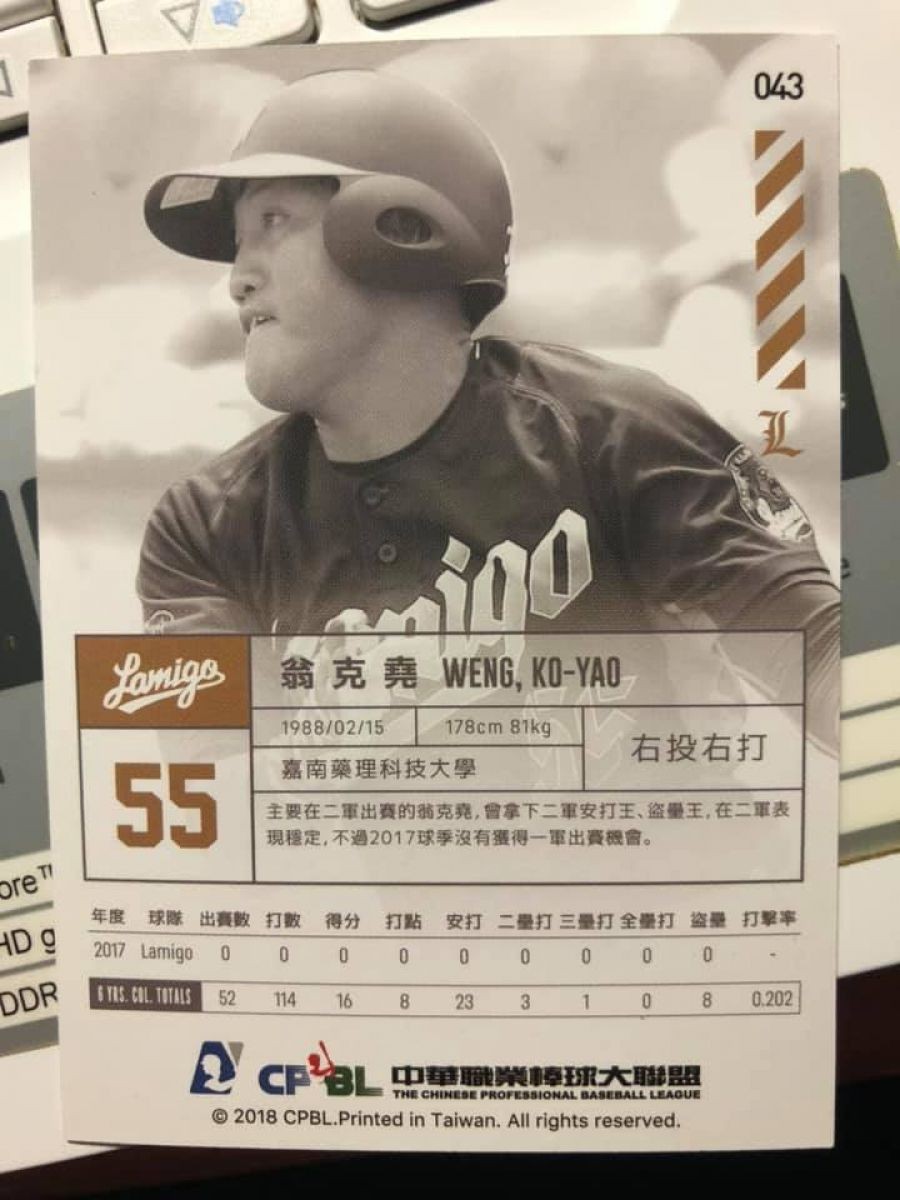 043
L
Lamigo
Lamigo
翁克堯 WENG, KO-YAO
1988/02/15
178cm 81kg
右投右打
嘉南藥理科技大學
55
主要在二軍出賽的翁克堯,曾拿下二軍安打王、盜壘王,在二軍表
現穩定,不過2017球季沒有獲得一軍出賽機會。
年度 球隊 出賽數 打數 得分 打點 安打 二壘打 三壘打 全壘打 盜壘 打擊率
2017 Lamigo 0 0 0 0 0 0 0 0 0 -
6 YRS. COL. TOTALS 52 114 16 8 23 3 1 0 8 0.202
CPBL 中華職業棒球大聯盟
THE CHINESE PROFESSIONAL BASEBALL LEAGUE
© 2018 CPBL.Printed in Taiwan. All rights reserved.
ore™
HD g
DDR